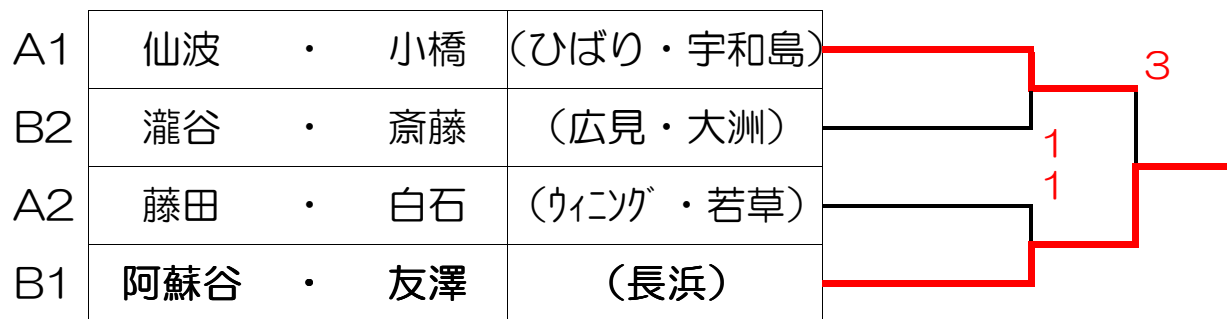 A1 仙波 ・ 小橋 (ひばり・宇和島)
3
B2 瀧谷 ・ 斎藤 (広見・大洲)
1
1
A2 藤田 ・ 白石 (ｳｨﾆﾝｸﾞ・若草)
B1 阿蘇谷 ・ 友澤 (長浜)